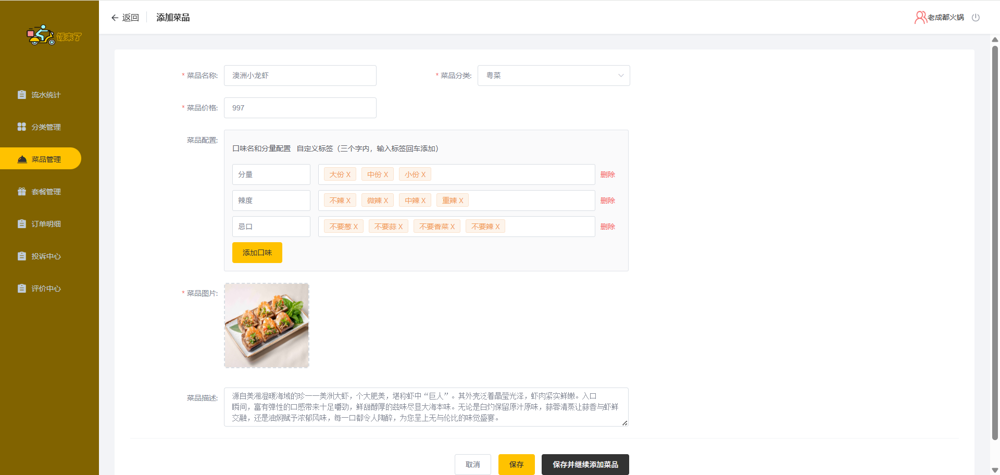 饭来了
返回
添加菜品
老成都火锅
流水统计
分类管理
菜品管理
套餐管理
订单明细
投诉中心
评价中心
* 菜品名称: 澳洲小龙虾
* 菜品分类: 粤菜
* 菜品价格: 997
菜品配置:
口味名和分量配置 自定义标签（三个字内，输入标签回车添加）
分量 大份 X 中份 X 小份 X 删除
辣度 不辣 X 微辣 X 中辣 X 重辣 X 删除
忌口 不要葱 X 不要蒜 X 不要香菜 X 不要辣 X 删除
添加口味
* 菜品图片:
菜品描述:
源自美湘湿暖海域的珍一一美洲大虾，个大肥美，堪称虾中“巨人”。其外壳泛着晶莹光泽，虾肉紧实鲜嫩。入口
瞬间，富有弹性的口感带来十足嚼劲，鲜甜醇厚的兹味尽显大海本味。无论是白灼保留原汁原味，蒜蓉清蒸让蒜香与虾鲜
交融，还是油焖赋予浓郁风味，每一口都令人陶醉，为您呈上无与伦比的味觉盛宴。
取消
保存
保存并继续添加菜品